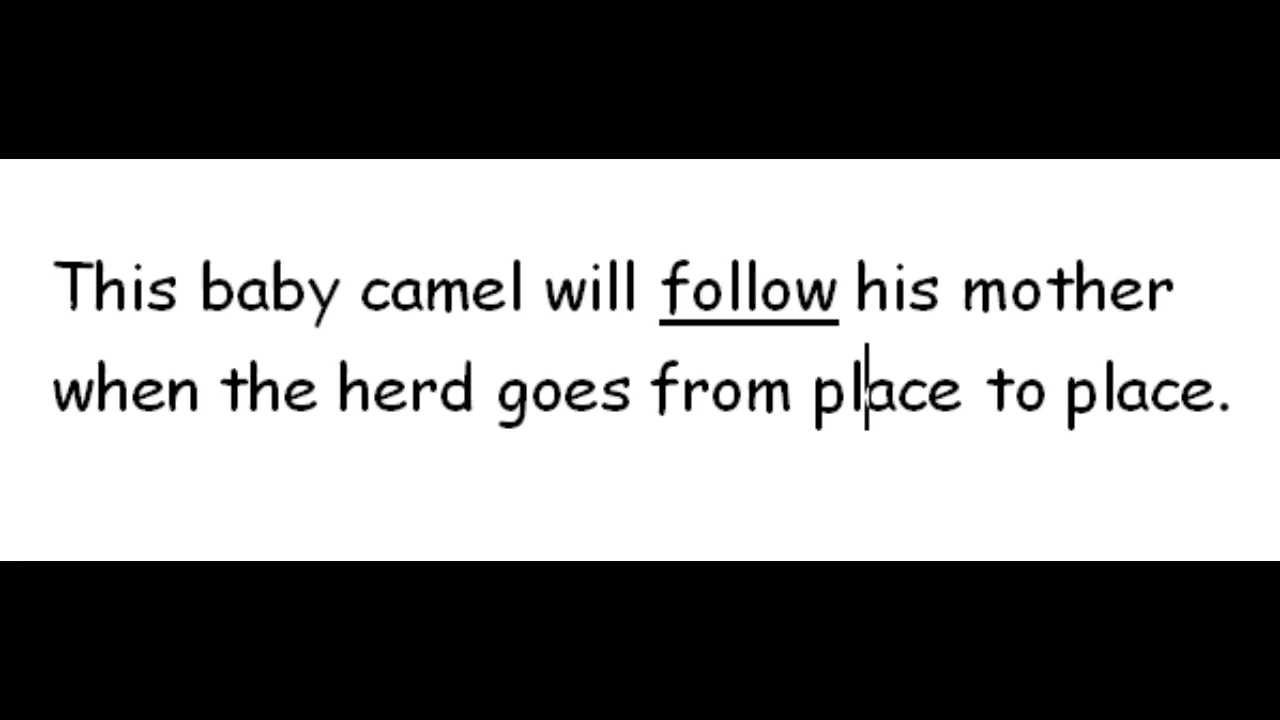 This baby camel will follow his mother
when the herd goes from place to place.